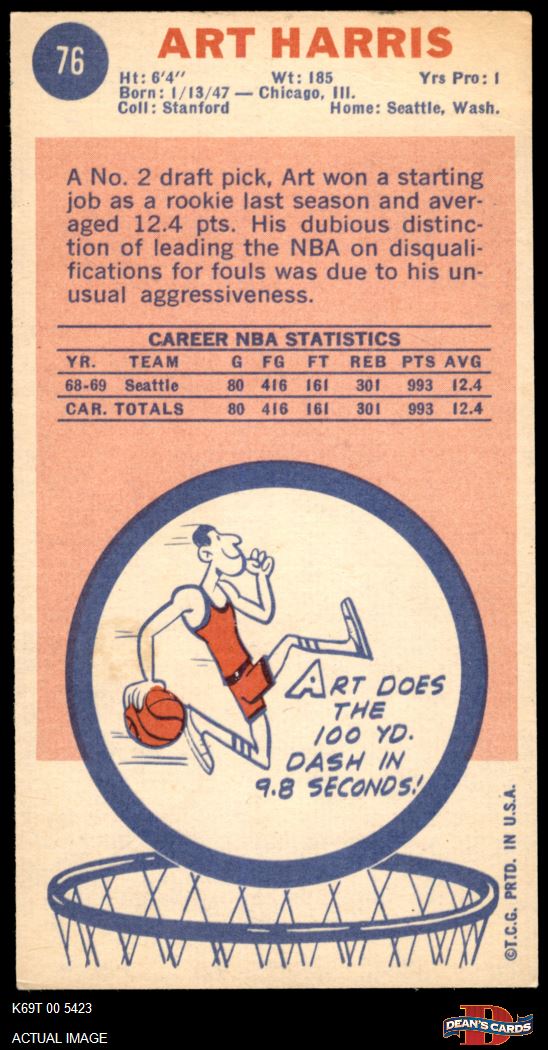 76
ART HARRIS
Ht: 6'4" Wt: 185 Yrs Pro: 1
Born: 1/13/47 — Chicago, Ill.
Coll: Stanford Home: Seattle, Wash.
A No. 2 draft pick, Art won a starting
job as a rookie last season and aver-
aged 12.4 pts. His dubious distinc-
tion of leading the NBA on disquali-
fications for fouls was due to his un-
usual aggressiveness.
CAREER NBA STATISTICS
YR. TEAM G FG FT REB PTS AVG
68-69 Seattle 80 416 161 301 993 12.4
CAR. TOTALS 80 416 161 301 993 12.4
ART DOES
THE
100 YD.
DASH IN
9.8 SECONDS!
©T.C.G. PRTD. IN U.S.A.
K69T 00 5423
ACTUAL IMAGE
D
DEAN'S CARDS